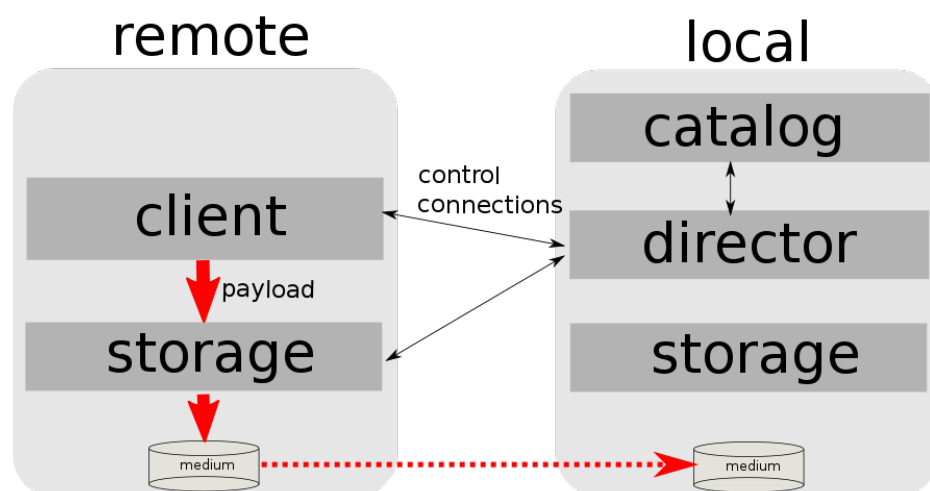 remote
local
catalog
control
connections
client
director
payload
storage
storage
medium
medium